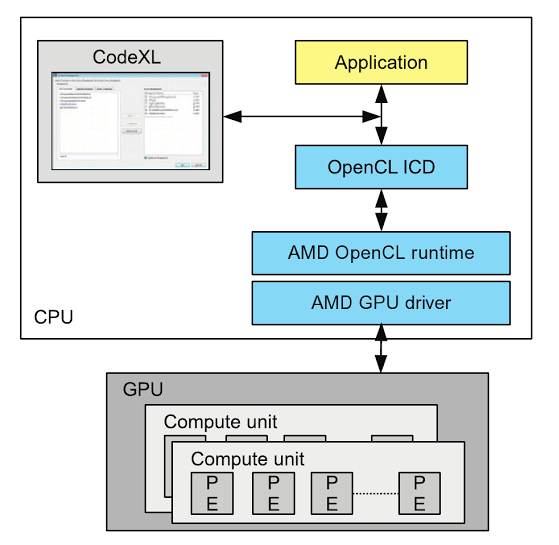 CodeXL
Application
OpenCL ICD
AMD OpenCL runtime
AMD GPU driver
CPU
GPU
Compute unit
Compute unit
P P P P
E E E E